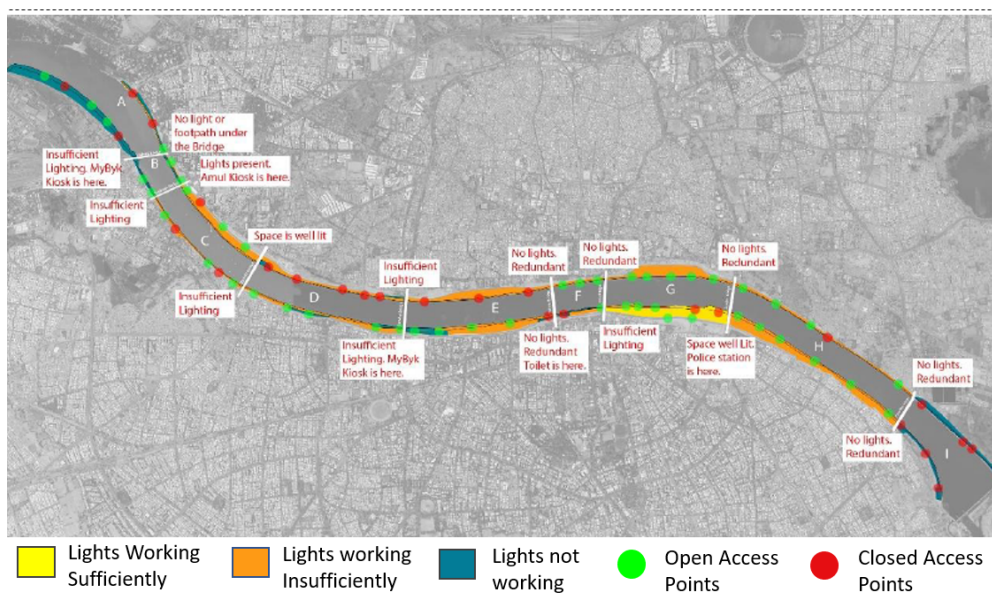 A
No light or
footpath under
the Bridge
Insufficient
Lighting. MyByk
Kiosk is here.
B
Lights present.
Amul Kiosk is here.
Insufficient
Lighting
C
Space is well lit
Insufficient
Lighting
D
Insufficient
Lighting
Insufficient
Lighting. MyByk
Kiosk is here.
E
No lights.
Redundant
No lights.
Redundant
Toilet is here.
F
No lights.
Redundant
Insufficient
Lighting
G
No lights.
Redundant
Space well Lit.
Police station
is here.
H
No lights.
Redundant
No lights.
Redundant
I
Lights Working
Sufficiently
Lights working
Insufficiently
Lights not
working
Open Access
Points
Closed Access
Points